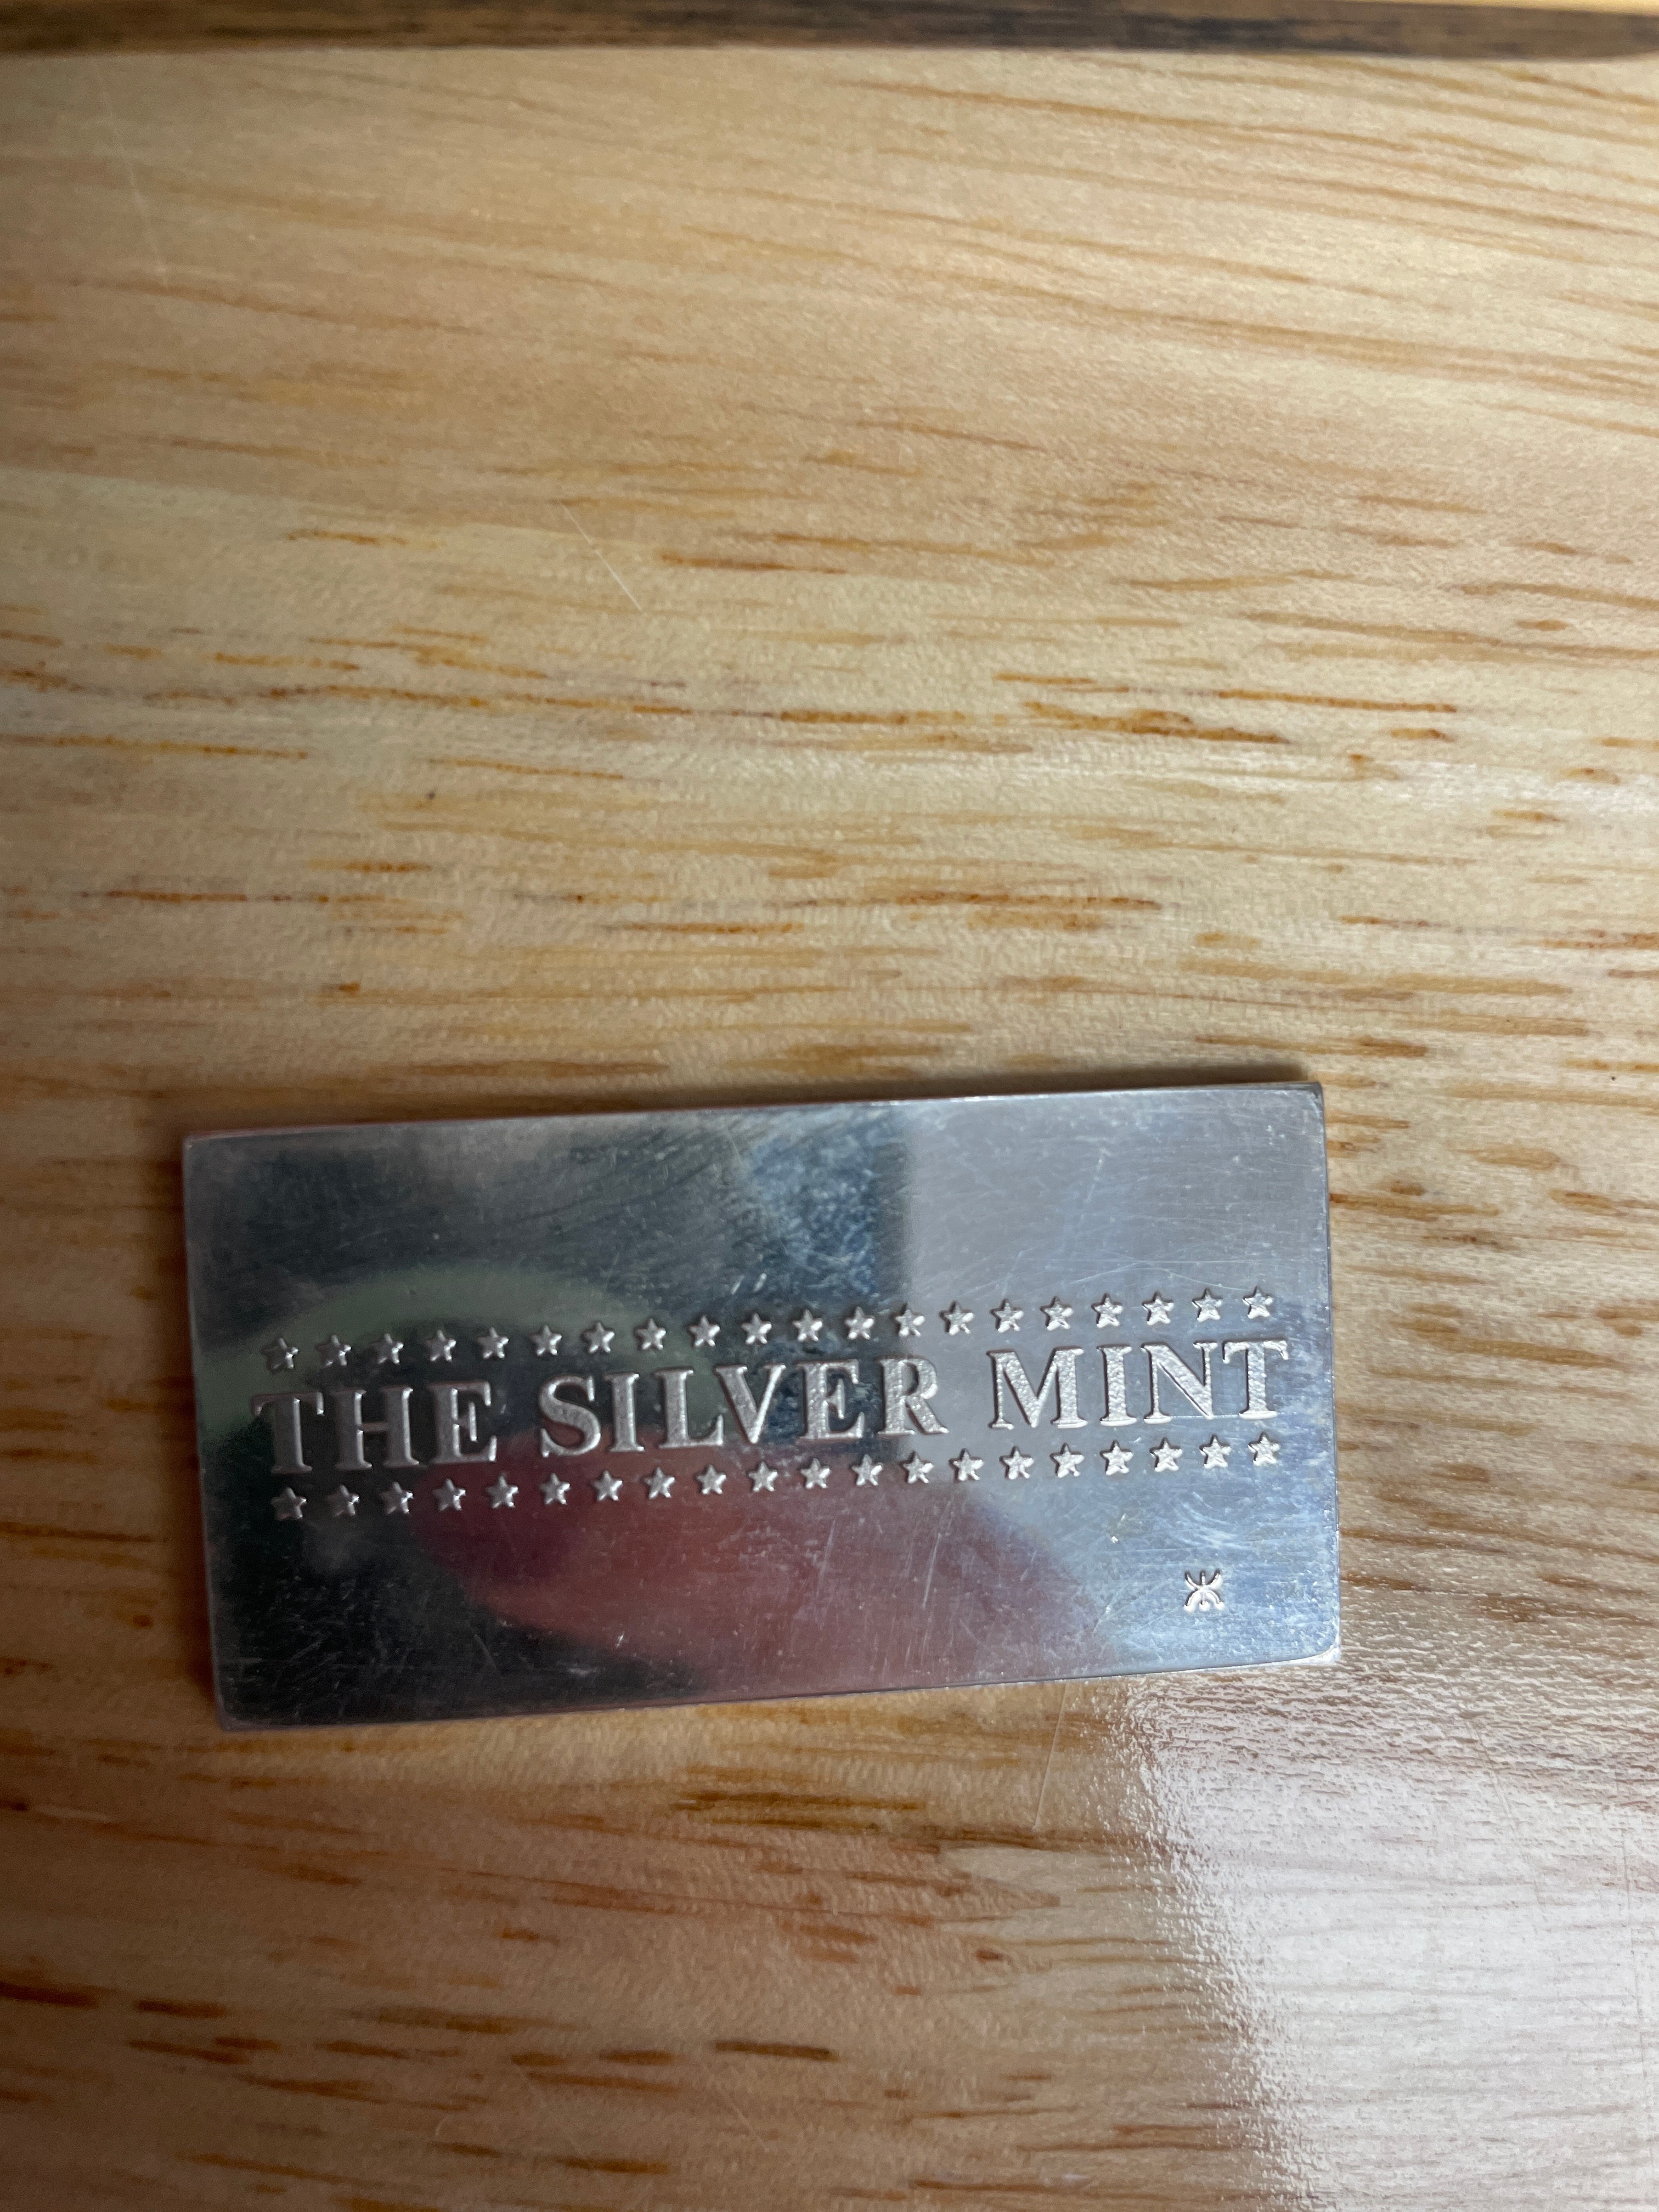 THE SILVER MINT